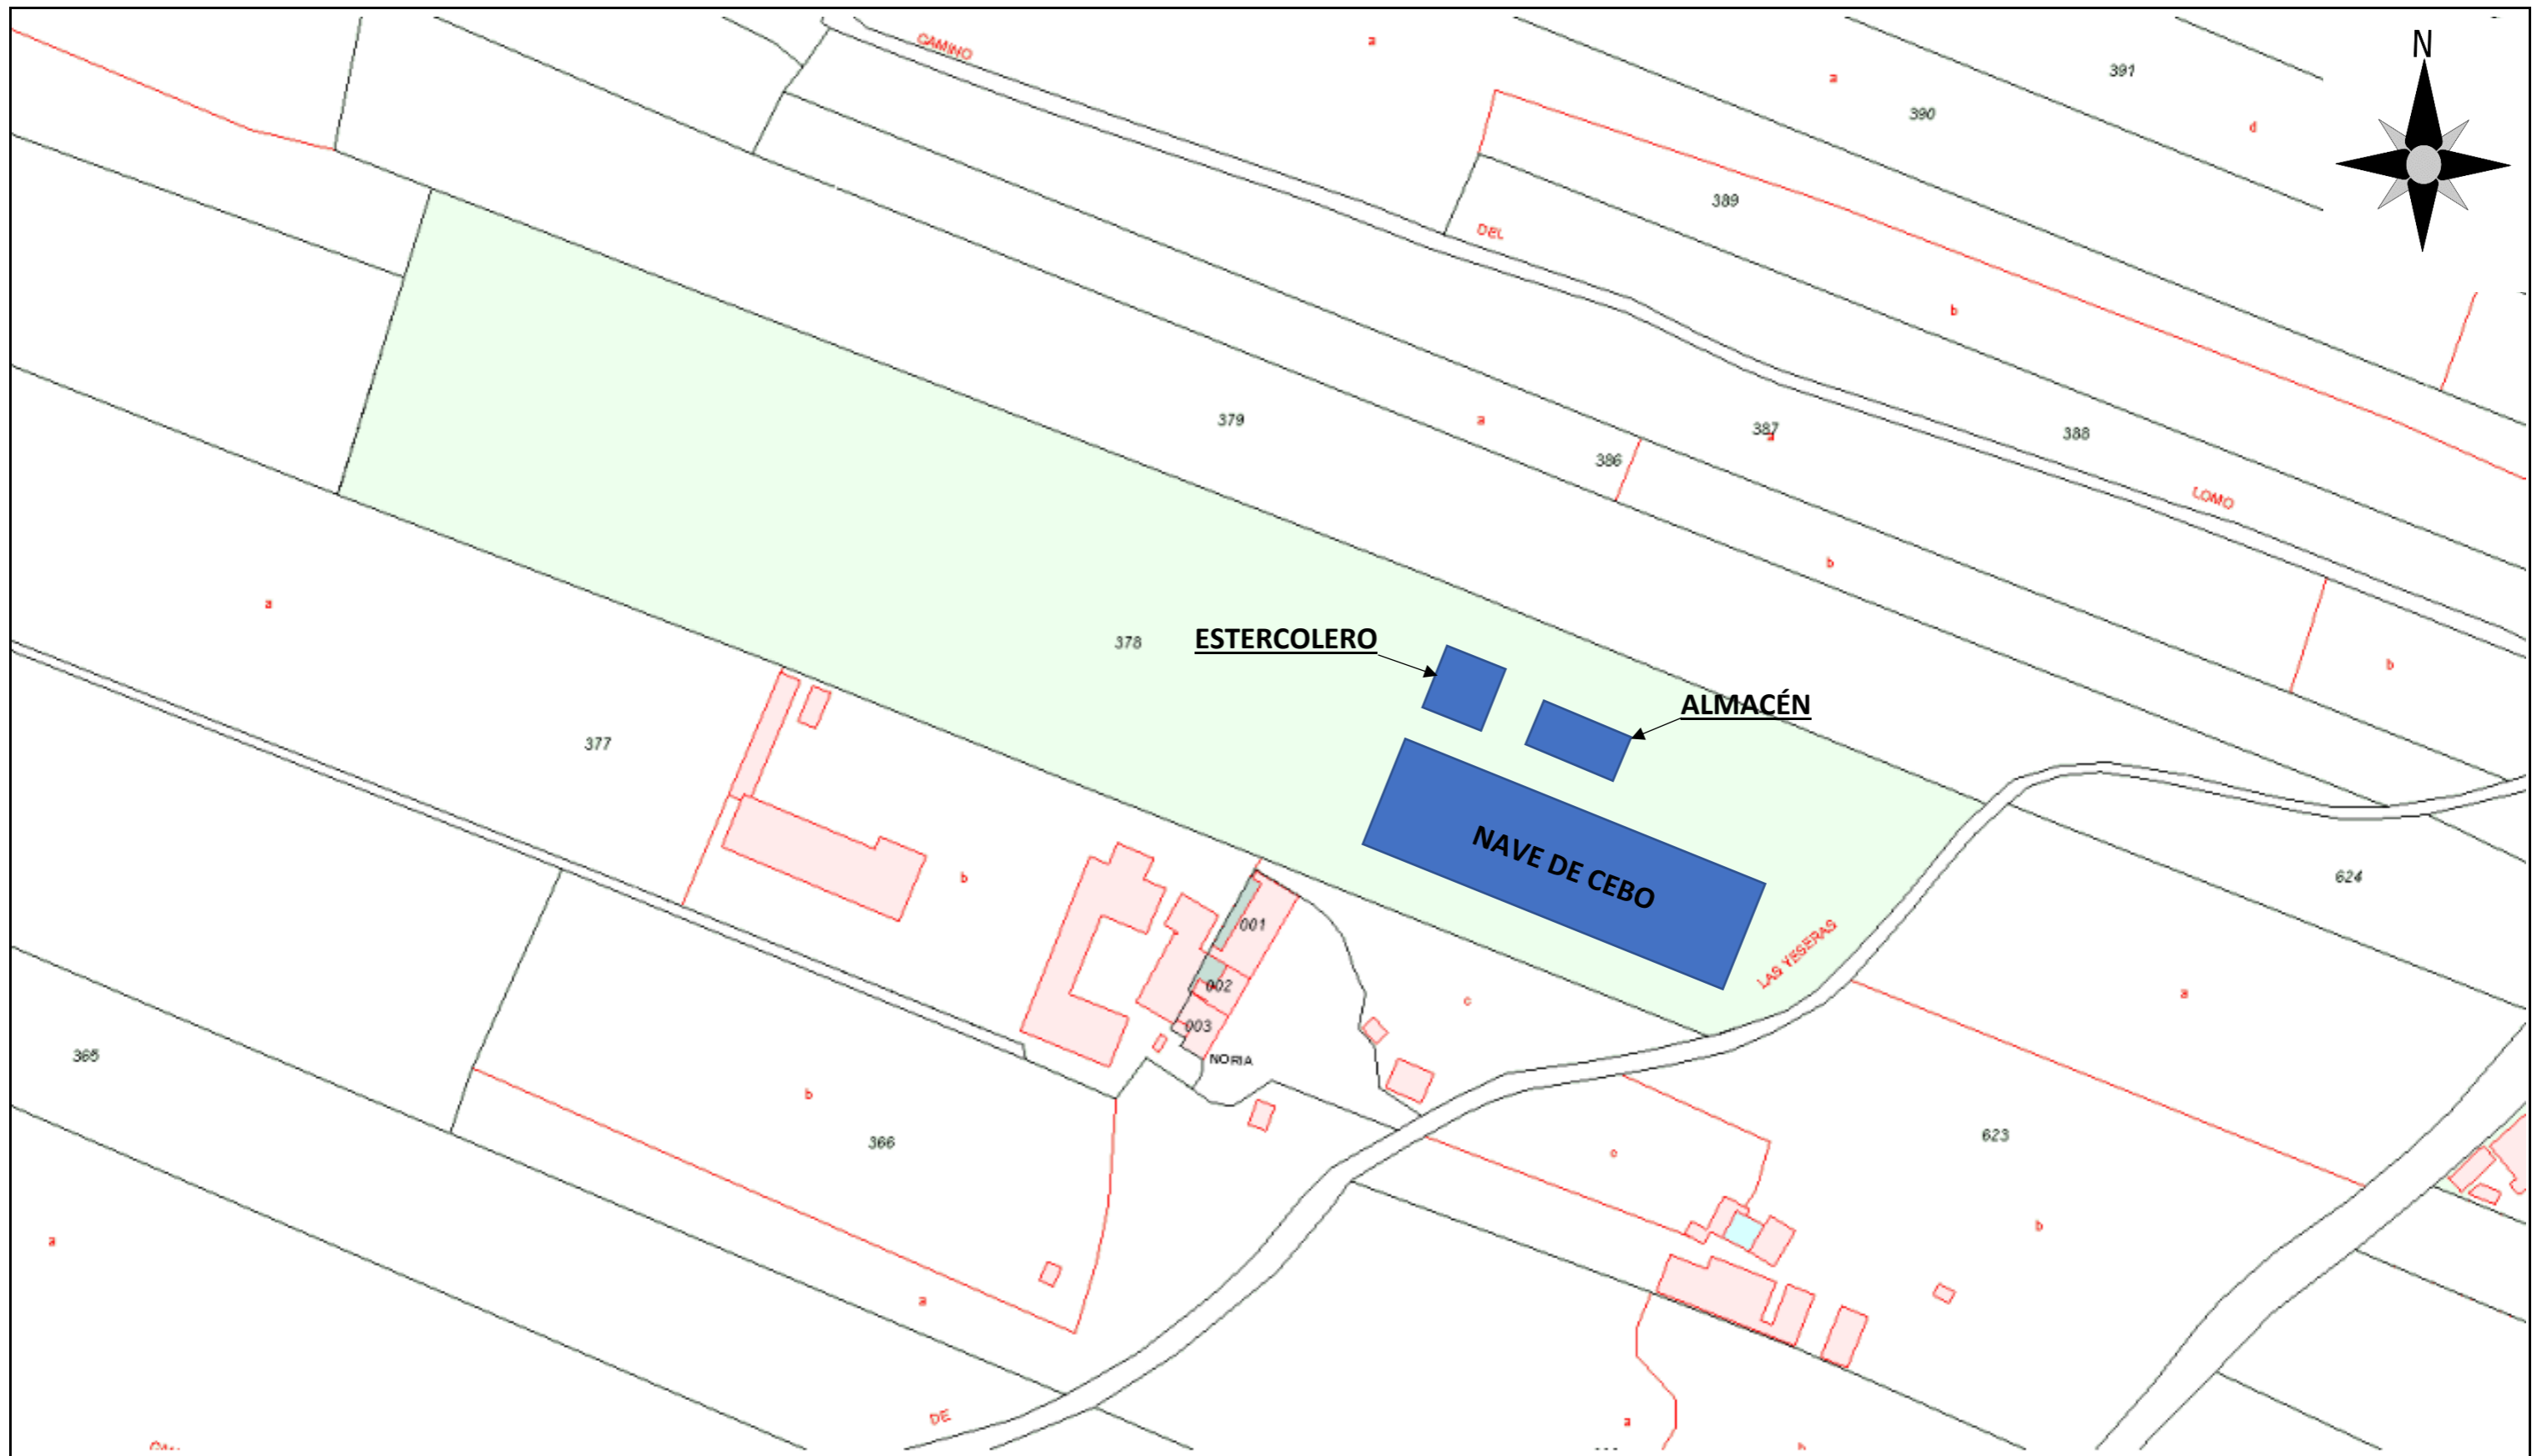 N
CAMINO
a
a
391
390
d
389
DEL
b
379
a
387
a
388
386
LOMO
b
a
378
ESTERCOLERO
b
ALMACÉN
377
NAVE DE CEBO
b
624
001
LAS YESERAS
002
c
a
003
365
NORIA
b
366
623
c
b
a
a
DE
a